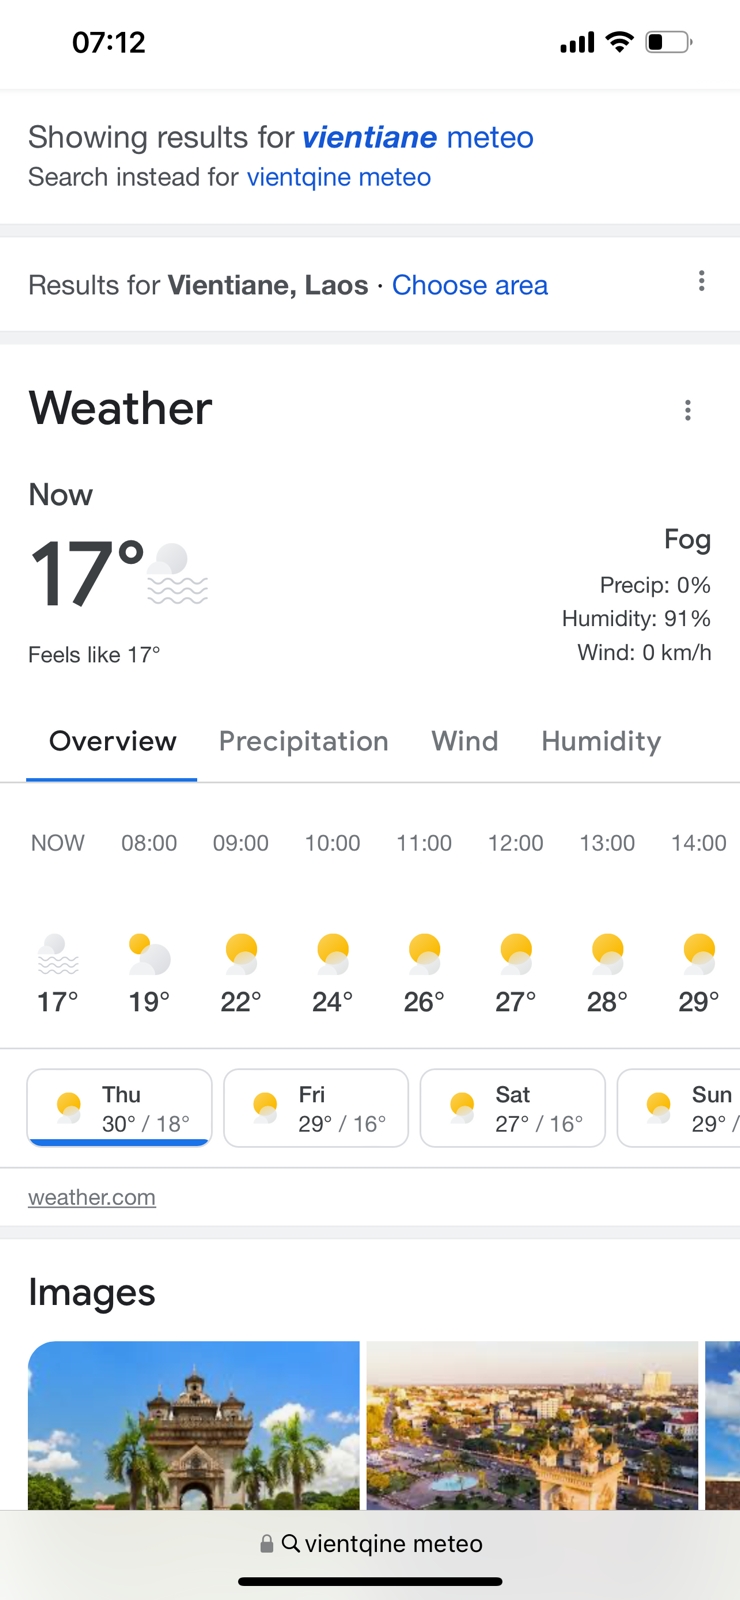 07:12
Showing results for vientiane meteo
Search instead for vientqine meteo
Results for Vientiane, Laos · Choose area
Weather
Now
17°
Fog
Precip: 0%
Humidity: 91%
Wind: 0 km/h
Feels like 17°
Overview Precipitation Wind Humidity
NOW 08:00 09:00 10:00 11:00 12:00 13:00 14:00
17° 19° 22° 24° 26° 27° 28° 29°
Thu Fri Sat Sun
30° / 18° 29° / 16° 27° / 16° 29° /
weather.com
Images
vientqine meteo